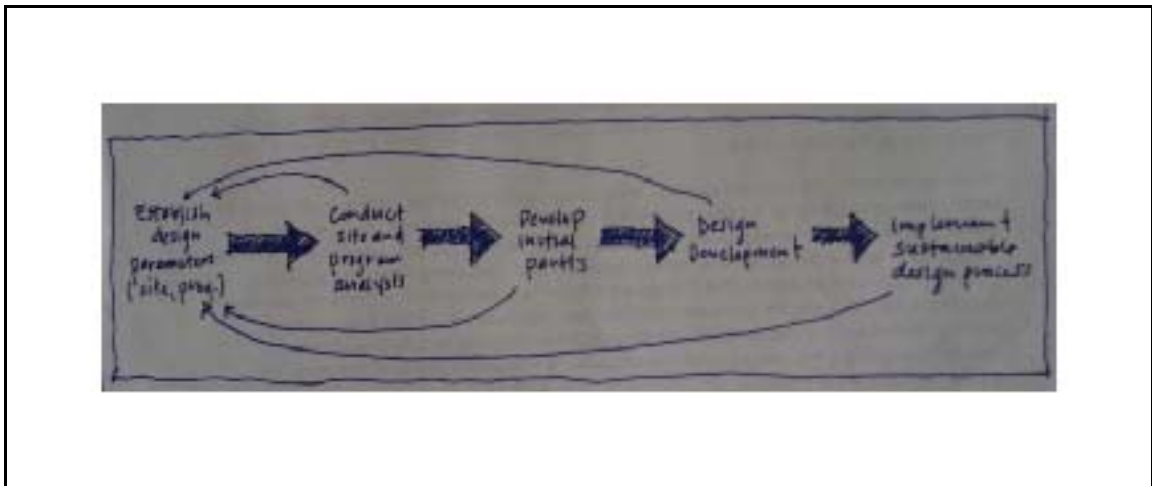 Establish
design
parameters
(site, prog.)
Conduct
site and
program
analysis
Develop
initial
partis
Design
Development
Implement
sustainable
design process